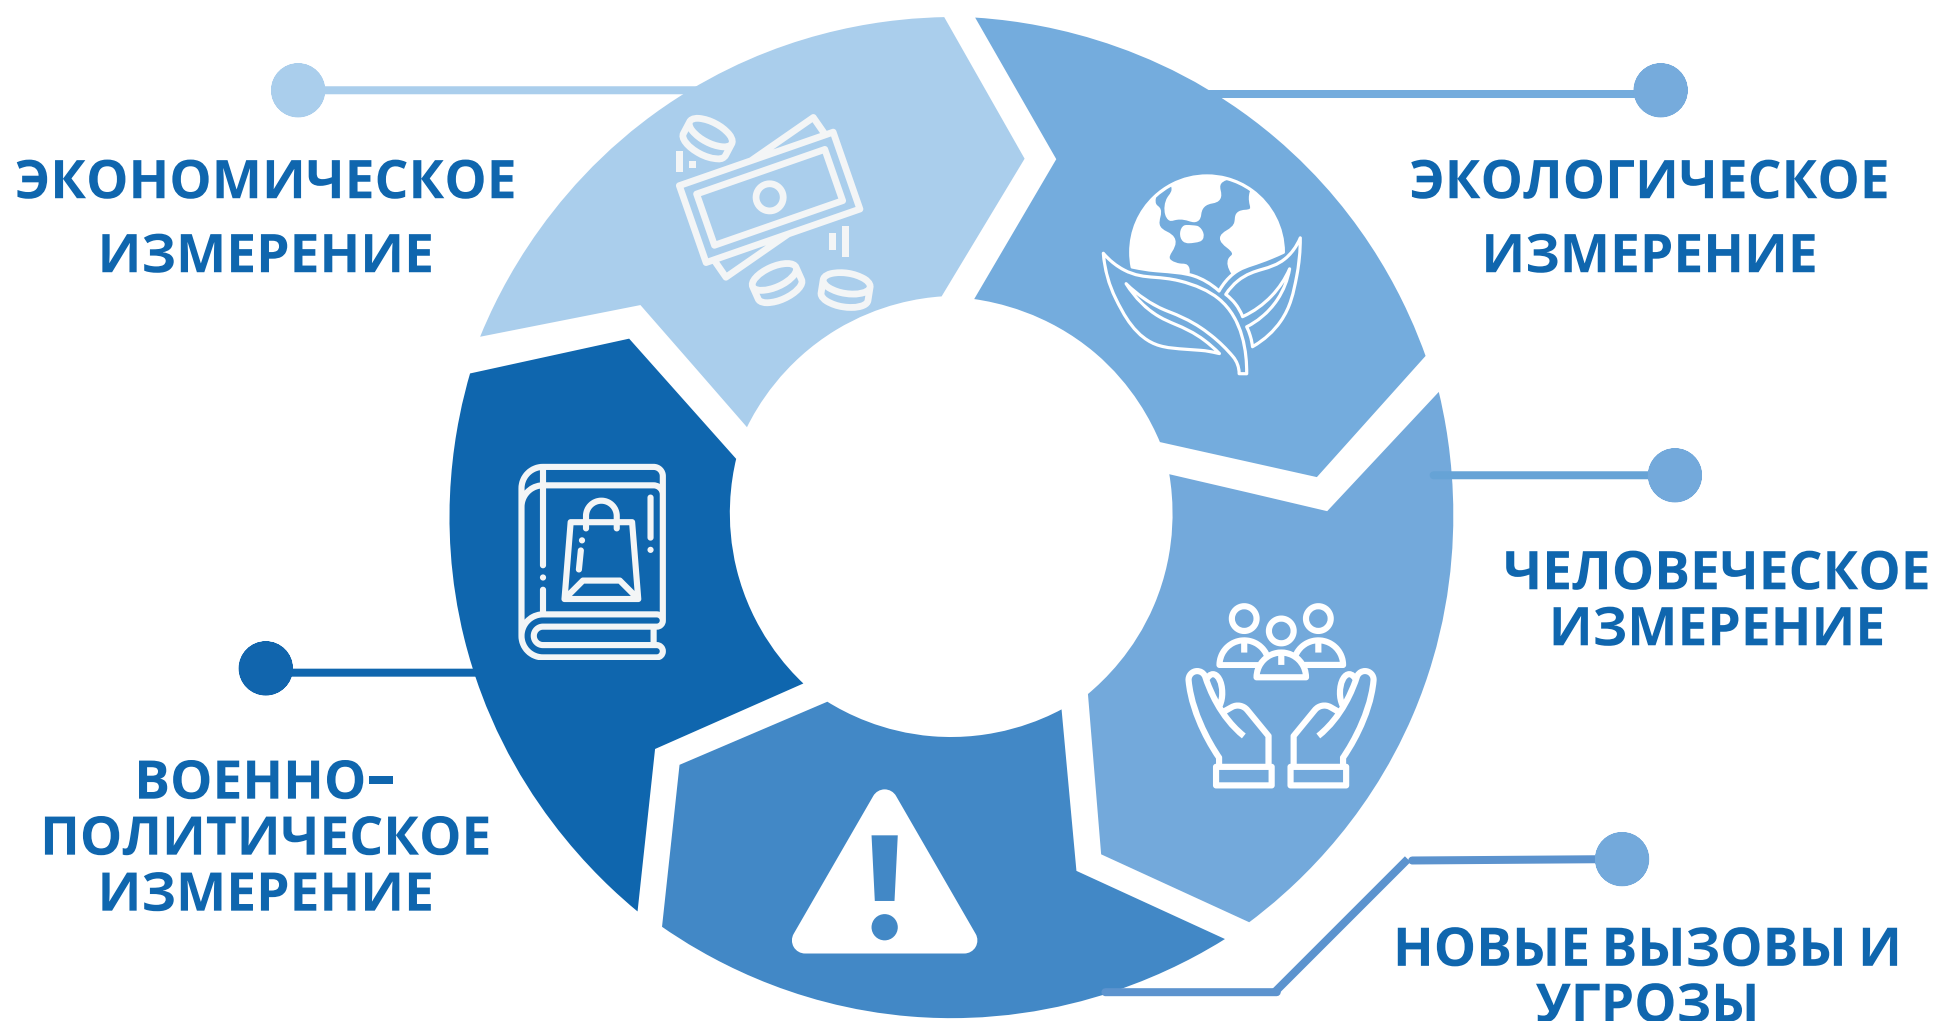 ЭКОНОМИЧЕСКОЕ
ИЗМЕРЕНИЕ
ЭКОЛОГИЧЕСКОЕ
ИЗМЕРЕНИЕ
ЧЕЛОВЕЧЕСКОЕ
ИЗМЕРЕНИЕ
ВОЕННО–
ПОЛИТИЧЕСКОЕ
ИЗМЕРЕНИЕ
НОВЫЕ ВЫЗОВЫ И
УГРОЗЫ